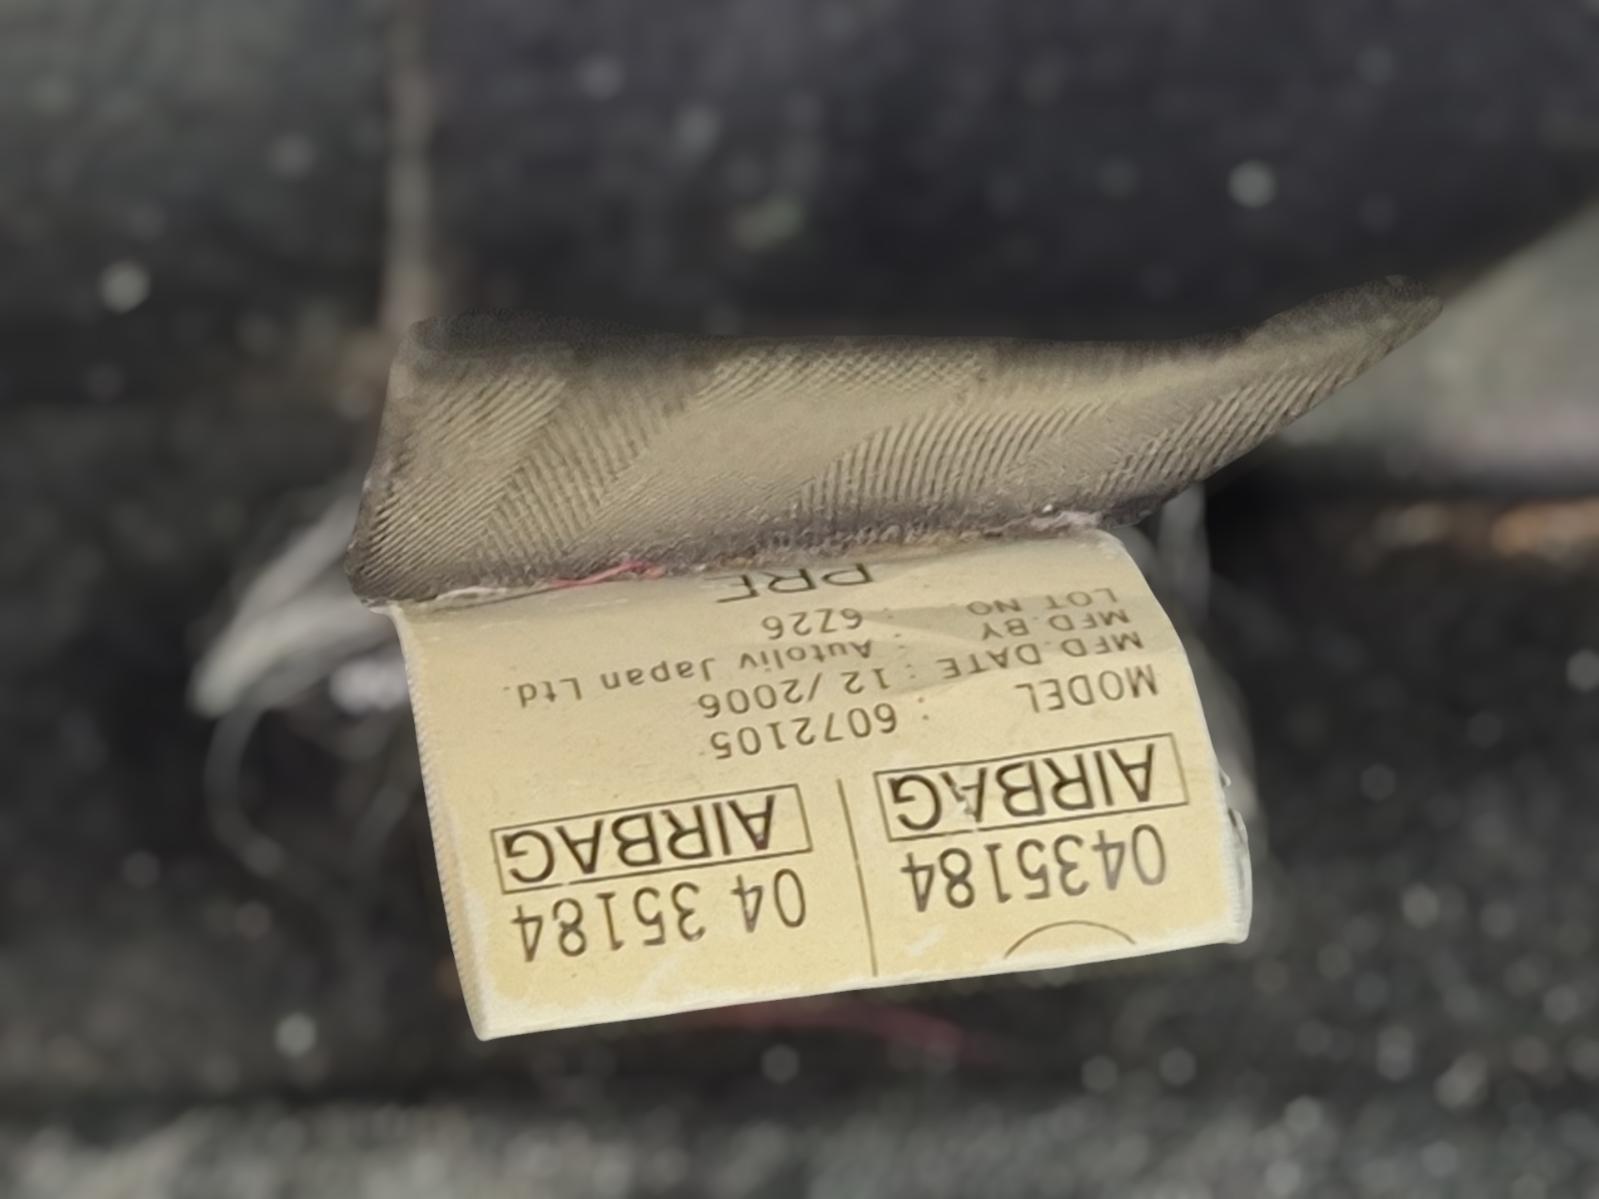 0435184 04 35184
AIRBAG AIRBAG
MODEL : 6072105
MFD.DATE : 12 /2006
MFD.BY : Autoliv Japan Ltd.
LOT NO. : 6Z26
PRE